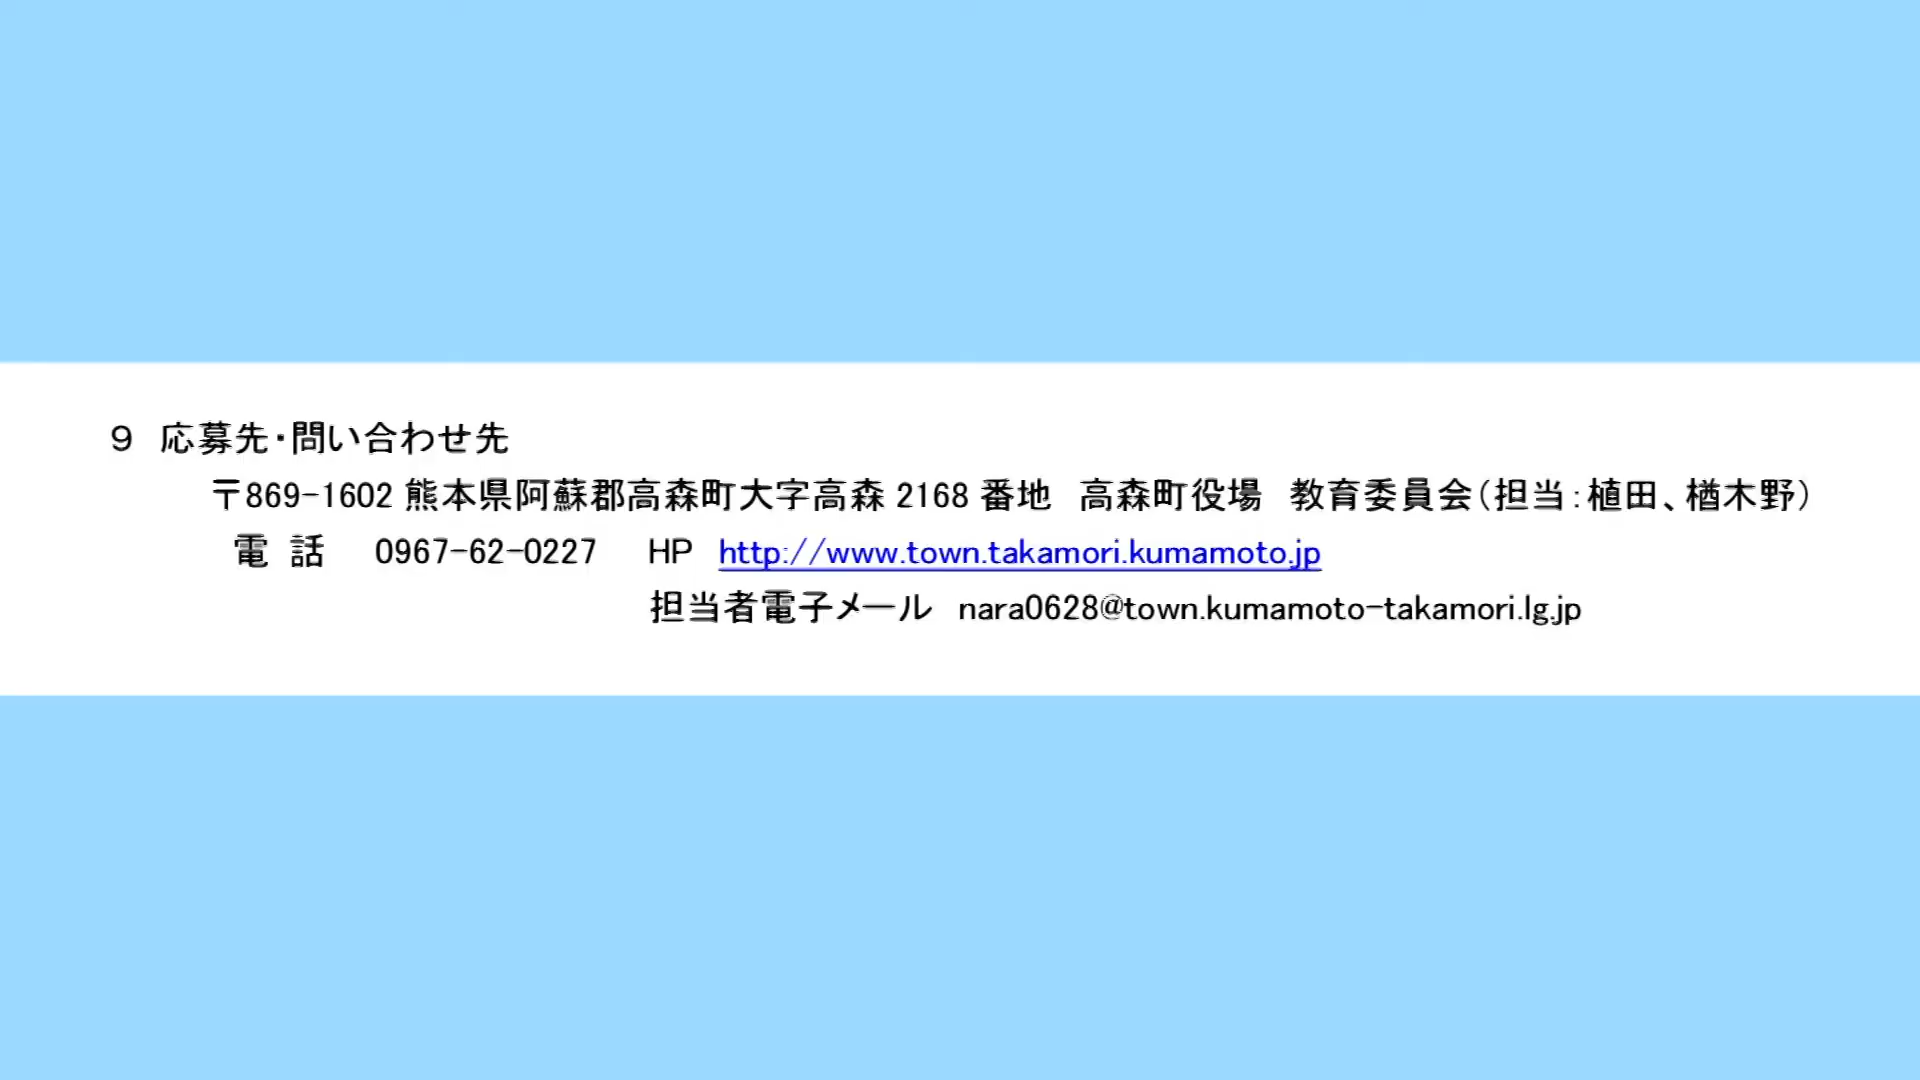 ９　応募先・問い合わせ先
〒869-1602 熊本県阿蘇郡高森町大字高森 2168 番地　高森町役場　教育委員会（担当：植田、楢木野）
電　話　0967-62-0227　HP　http://www.town.takamori.kumamoto.jp
担当者電子メール　nara0628@town.kumamoto-takamori.lg.jp